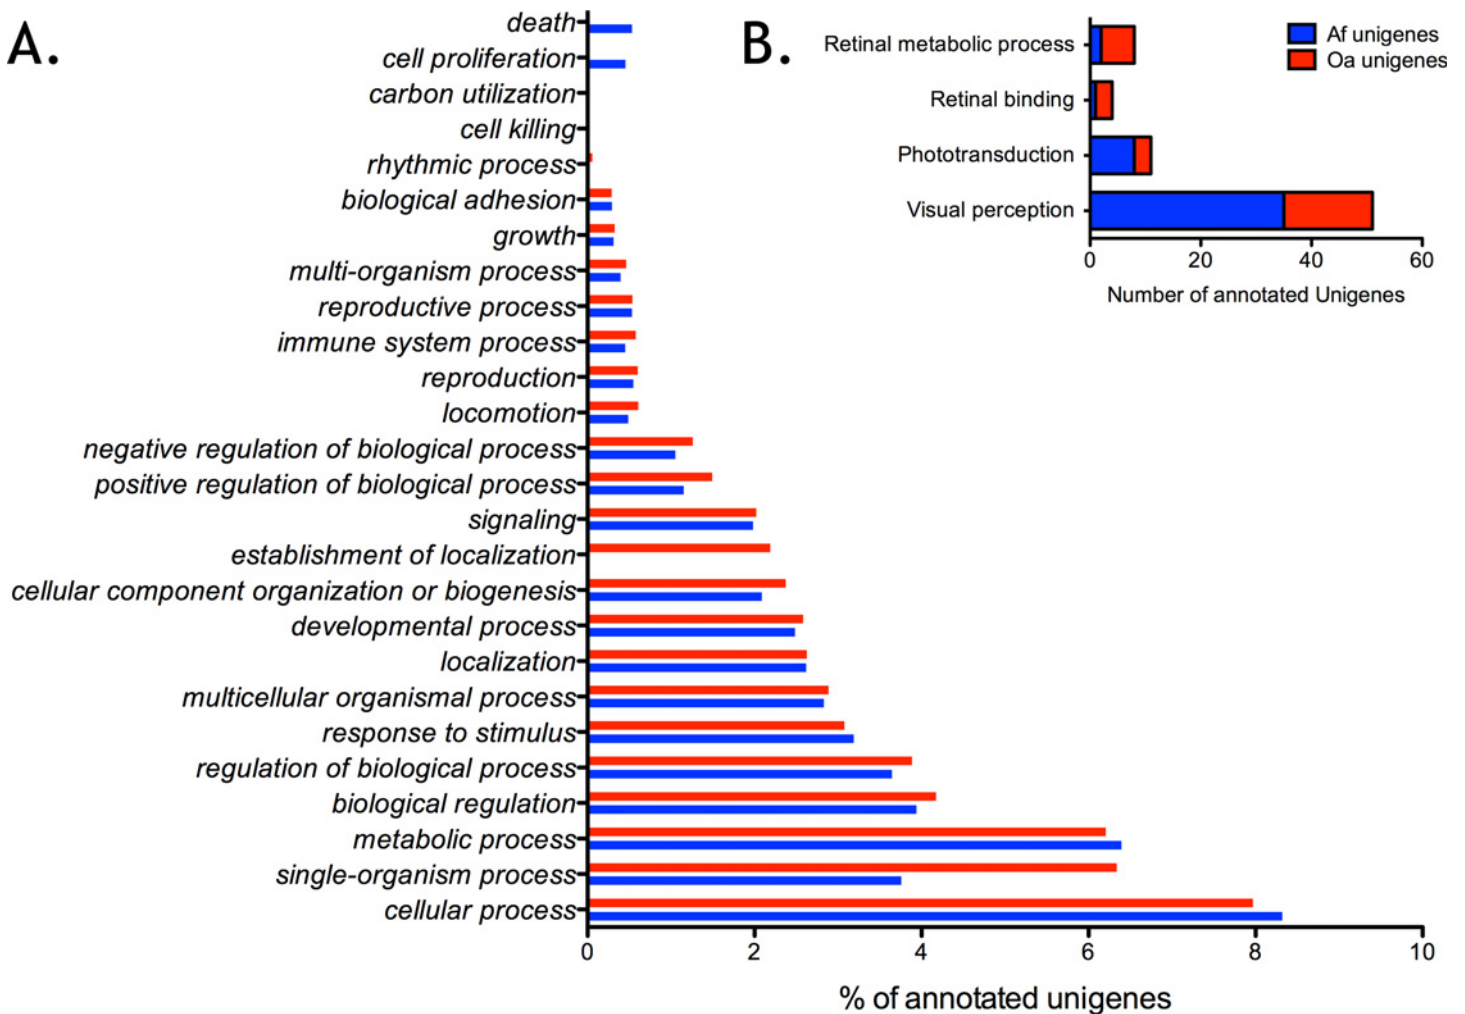 A.
death
cell proliferation
carbon utilization
cell killing
rhythmic process
biological adhesion
growth
multi-organism process
reproductive process
immune system process
reproduction
locomotion
negative regulation of biological process
positive regulation of biological process
signaling
establishment of localization
cellular component organization or biogenesis
developmental process
localization
multicellular organismal process
response to stimulus
regulation of biological process
biological regulation
metabolic process
single-organism process
cellular process
0 2 4 6 8 10
% of annotated unigenes
B.
Retinal metabolic process
Retinal binding
Phototransduction
Visual perception
0 20 40 60
Number of annotated Unigenes
Af unigenes
Oa unigenes